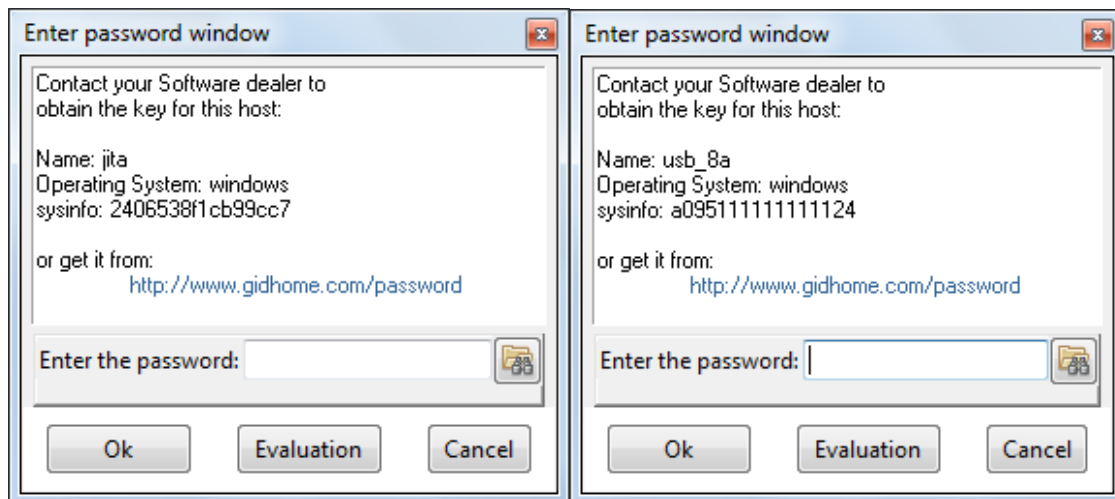 Enter password window
Contact your Software dealer to
obtain the key for this host:
Name: jita
Operating System: windows
sysinfo: 2406538f1cb99cc7
or get it from:
http://www.gidhome.com/password
Enter the password:
Ok Evaluation Cancel
Enter password window
Contact your Software dealer to
obtain the key for this host:
Name: usb_8a
Operating System: windows
sysinfo: a095111111111124
or get it from:
http://www.gidhome.com/password
Enter the password:
Ok Evaluation Cancel